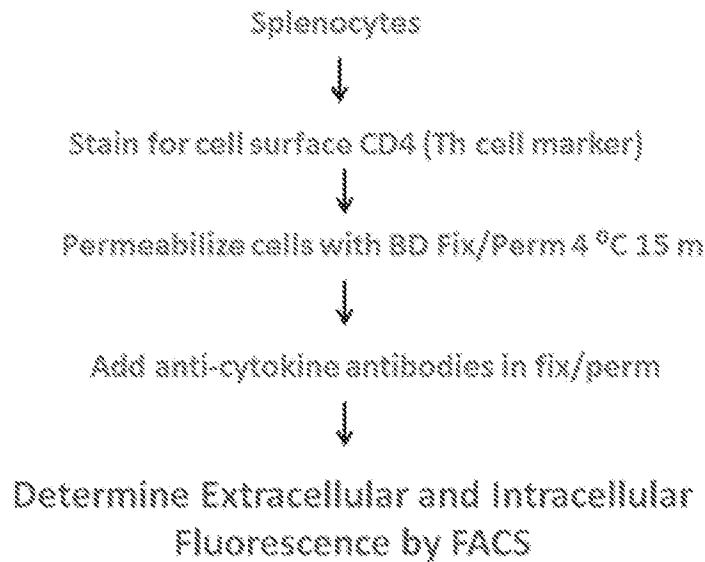 Splenocytes
Stain for cell surface CD4 (Th cell marker)
Permeabilize cells with BD Fix/Perm 4 °C 15 m
Add anti-cytokine antibodies in fix/perm
Determine Extracellular and Intracellular
Fluorescence by FACS